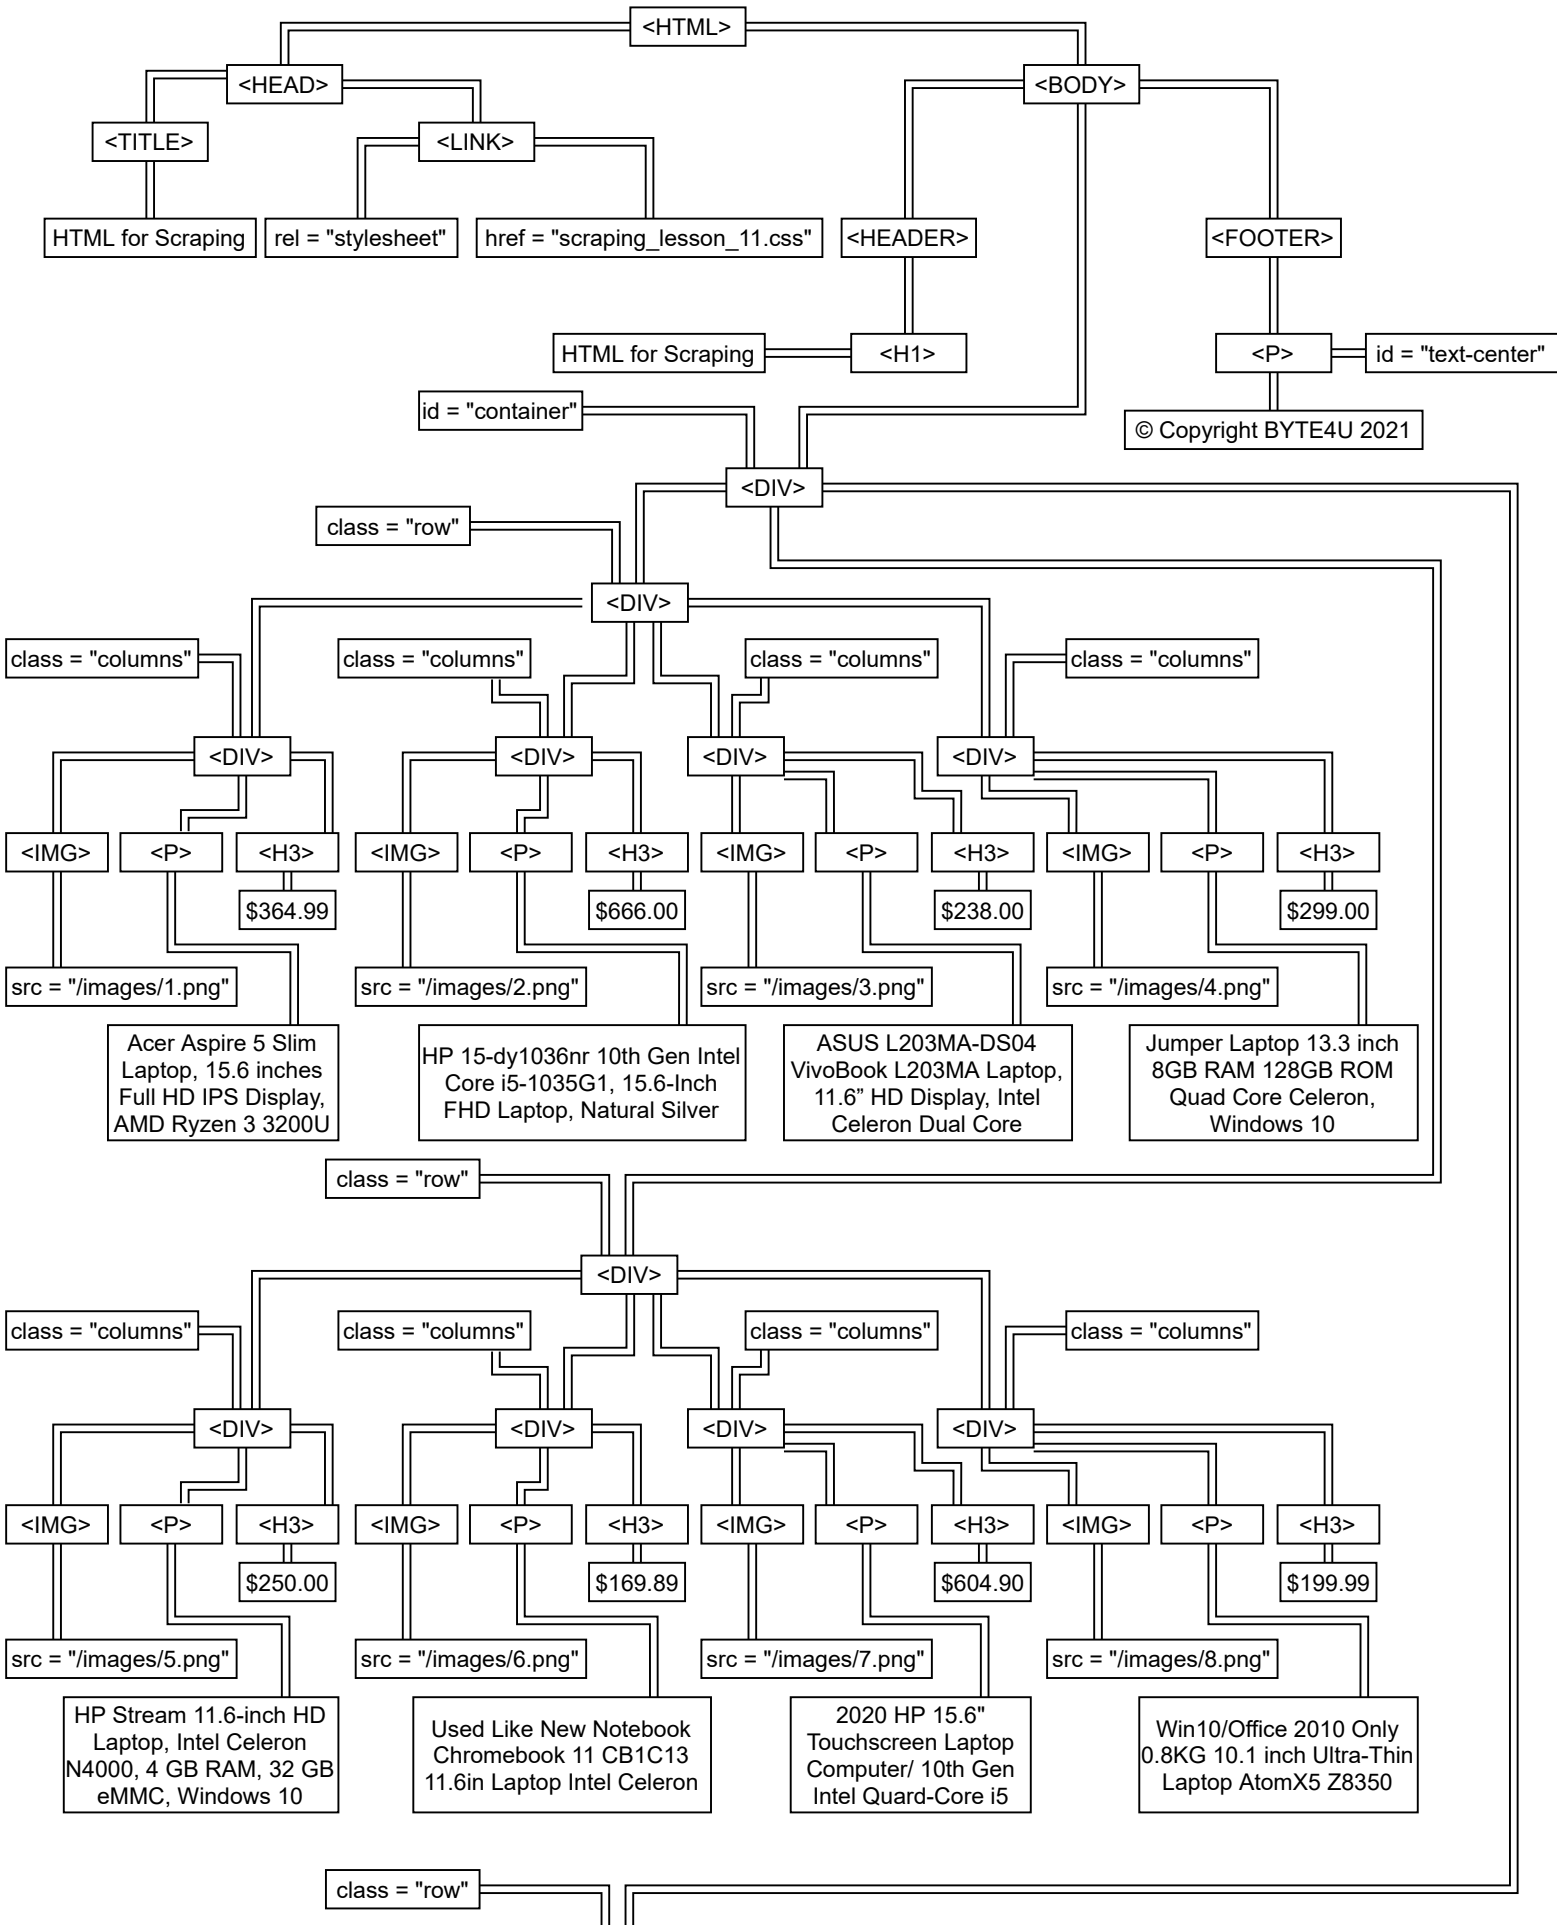 <HTML>
<HEAD>
<BODY>
<TITLE>
<LINK>
HTML for Scraping
rel = "stylesheet"
href = "scraping_lesson_11.css"
<HEADER>
<FOOTER>
HTML for Scraping
<H1>
<P>
id = "text-center"
id = "container"
© Copyright BYTE4U 2021
<DIV>
class = "row"
<DIV>
class = "columns"
class = "columns"
class = "columns"
class = "columns"
<DIV>
<DIV>
<DIV>
<DIV>
<IMG>
<P>
<H3>
<IMG>
<P>
<H3>
<IMG>
<P>
<H3>
<IMG>
<P>
<H3>
$364.99
$666.00
$238.00
$299.00
src = "/images/1.png"
src = "/images/2.png"
src = "/images/3.png"
src = "/images/4.png"
Acer Aspire 5 Slim
Laptop, 15.6 inches
Full HD IPS Display,
AMD Ryzen 3 3200U
HP 15-dy1036nr 10th Gen Intel
Core i5-1035G1, 15.6-Inch
FHD Laptop, Natural Silver
ASUS L203MA-DS04
VivoBook L203MA Laptop,
11.6” HD Display, Intel
Celeron Dual Core
Jumper Laptop 13.3 inch
8GB RAM 128GB ROM
Quad Core Celeron,
Windows 10
class = "row"
<DIV>
class = "columns"
class = "columns"
class = "columns"
class = "columns"
<DIV>
<DIV>
<DIV>
<DIV>
<IMG>
<P>
<H3>
<IMG>
<P>
<H3>
<IMG>
<P>
<H3>
<IMG>
<P>
<H3>
$250.00
$169.89
$604.90
$199.99
src = "/images/5.png"
src = "/images/6.png"
src = "/images/7.png"
src = "/images/8.png"
HP Stream 11.6-inch HD
Laptop, Intel Celeron
N4000, 4 GB RAM, 32 GB
eMMC, Windows 10
Used Like New Notebook
Chromebook 11 CB1C13
11.6in Laptop Intel Celeron
2020 HP 15.6"
Touchscreen Laptop
Computer/ 10th Gen
Intel Quard-Core i5
Win10/Office 2010 Only
0.8KG 10.1 inch Ultra-Thin
Laptop AtomX5 Z8350
class = "row"